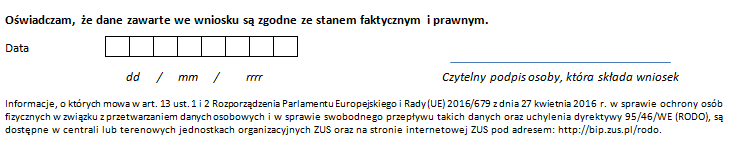 Oświadczam, że dane zawarte we wniosku są zgodne ze stanem faktycznym i prawnym.
Data
dd / mm / rrrr
Czytelny podpis osoby, która składa wniosek
Informacje, o których mowa w art. 13 ust. 1 i 2 Rozporządzenia Parlamentu Europejskiego i Rady (UE) 2016/679 z dnia 27 kwietnia 2016 r. w sprawie ochrony osób
fizycznych w związku z przetwarzaniem danych osobowych i w sprawie swobodnego przepływu takich danych oraz uchylenia dyrektywy 95/46/WE (RODO), są
dostępne w centrali lub terenowych jednostkach organizacyjnych ZUS oraz na stronie internetowej ZUS pod adresem: http://bip.zus.pl/rodo.